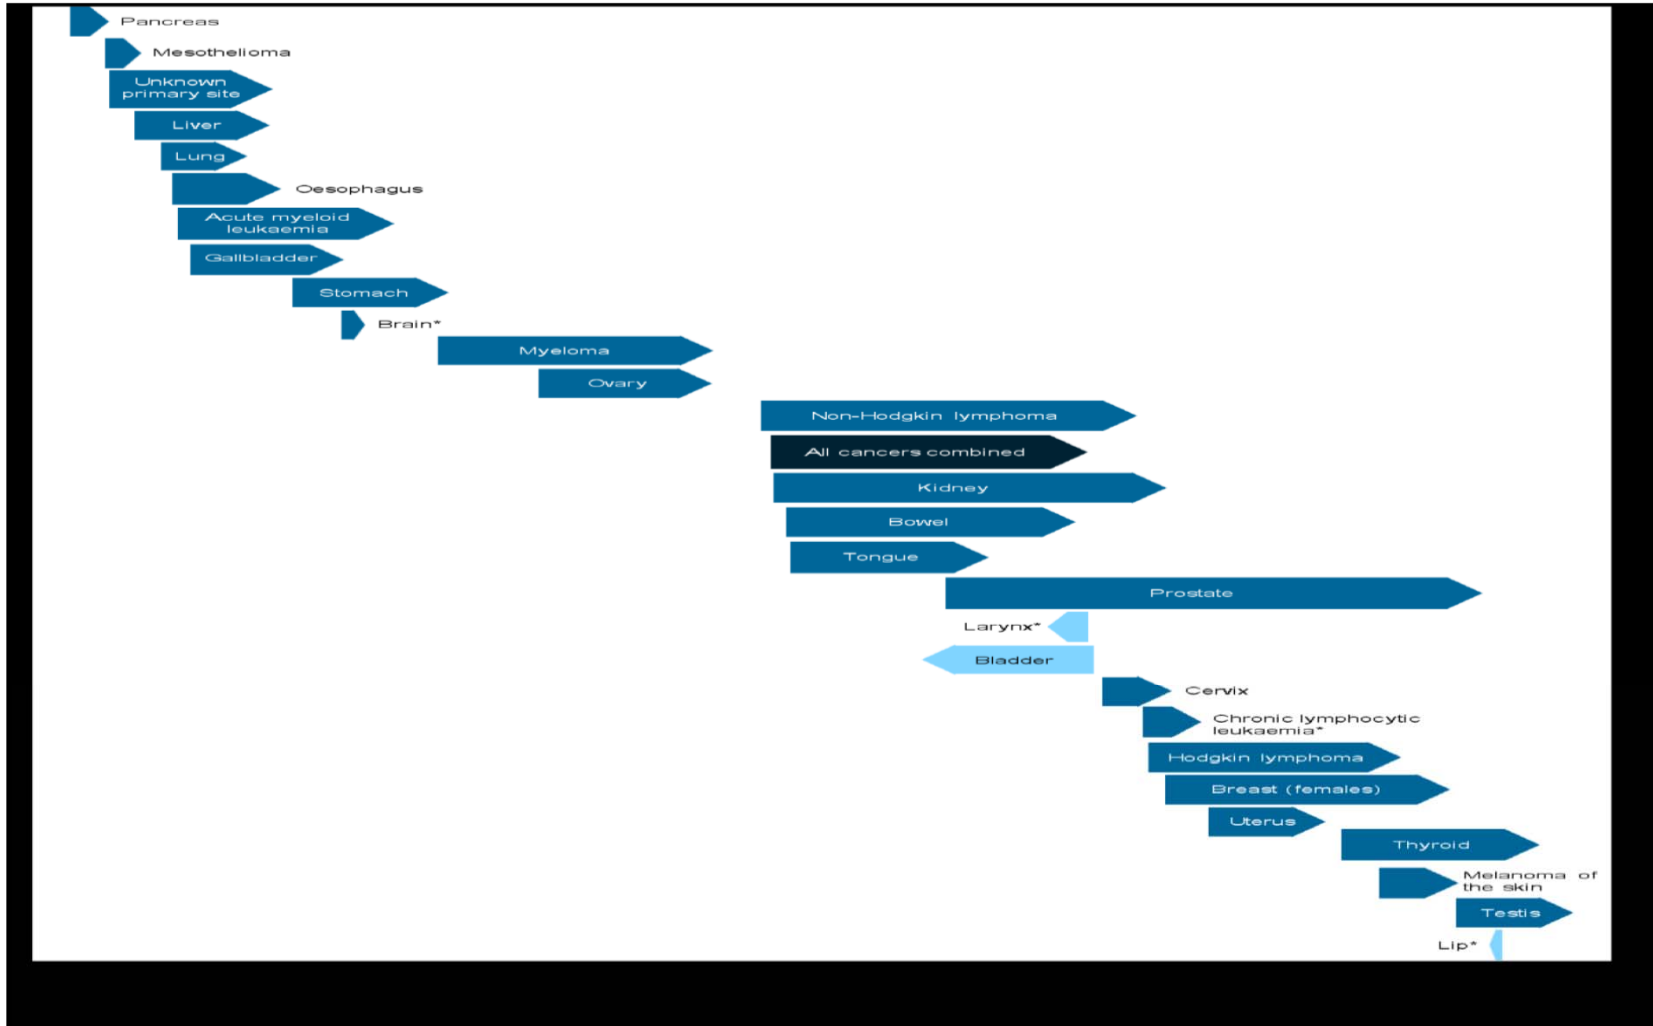 Pancreas
Mesothelioma
Unknown
primary site
Liver
Lung
Oesophagus
Acute myeloid
leukaemia
Gallbladder
Stomach
Brain*
Myeloma
Ovary
Non-Hodgkin lymphoma
All cancers combined
Kidney
Bowel
Tongue
Prostate
Larynx*
Bladder
Cervix
Chronic lymphocytic
leukaemia*
Hodgkin lymphoma
Breast (females)
Uterus
Thyroid
Melanoma of
the skin
Testis
Lip*